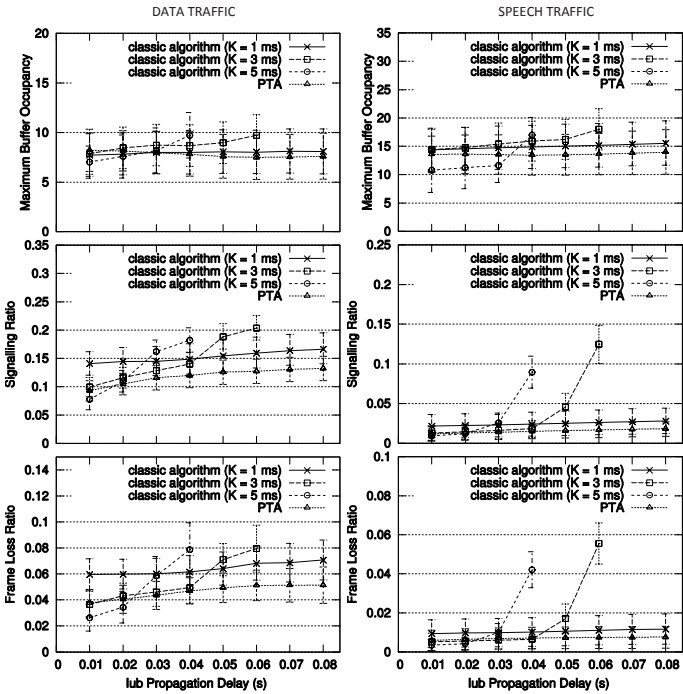 DATA TRAFFIC
20
15
10
5
0
Maximum Buffer Occupancy
classic algorithm (K = 1 ms)
classic algorithm (K = 3 ms)
classic algorithm (K = 5 ms)
PTA
SPEECH TRAFFIC
35
30
25
20
15
10
5
0
Maximum Buffer Occupancy
classic algorithm (K = 1 ms)
classic algorithm (K = 3 ms)
classic algorithm (K = 5 ms)
PTA
0.35
0.3
0.25
0.2
0.15
0.1
0.05
0
Signalling Ratio
classic algorithm (K = 1 ms)
classic algorithm (K = 3 ms)
classic algorithm (K = 5 ms)
PTA
0.25
0.2
0.15
0.1
0.05
0
Signalling Ratio
classic algorithm (K = 1 ms)
classic algorithm (K = 3 ms)
classic algorithm (K = 5 ms)
PTA
0.14
0.12
0.1
0.08
0.06
0.04
0.02
0
Frame Loss Ratio
classic algorithm (K = 1 ms)
classic algorithm (K = 3 ms)
classic algorithm (K = 5 ms)
PTA
0 0.01 0.02 0.03 0.04 0.05 0.06 0.07 0.08
Iub Propagation Delay (s)
0.1
0.08
0.06
0.04
0.02
0
Frame Loss Ratio
classic algorithm (K = 1 ms)
classic algorithm (K = 3 ms)
classic algorithm (K = 5 ms)
PTA
0 0.01 0.02 0.03 0.04 0.05 0.06 0.07 0.08
Iub Propagation Delay (s)